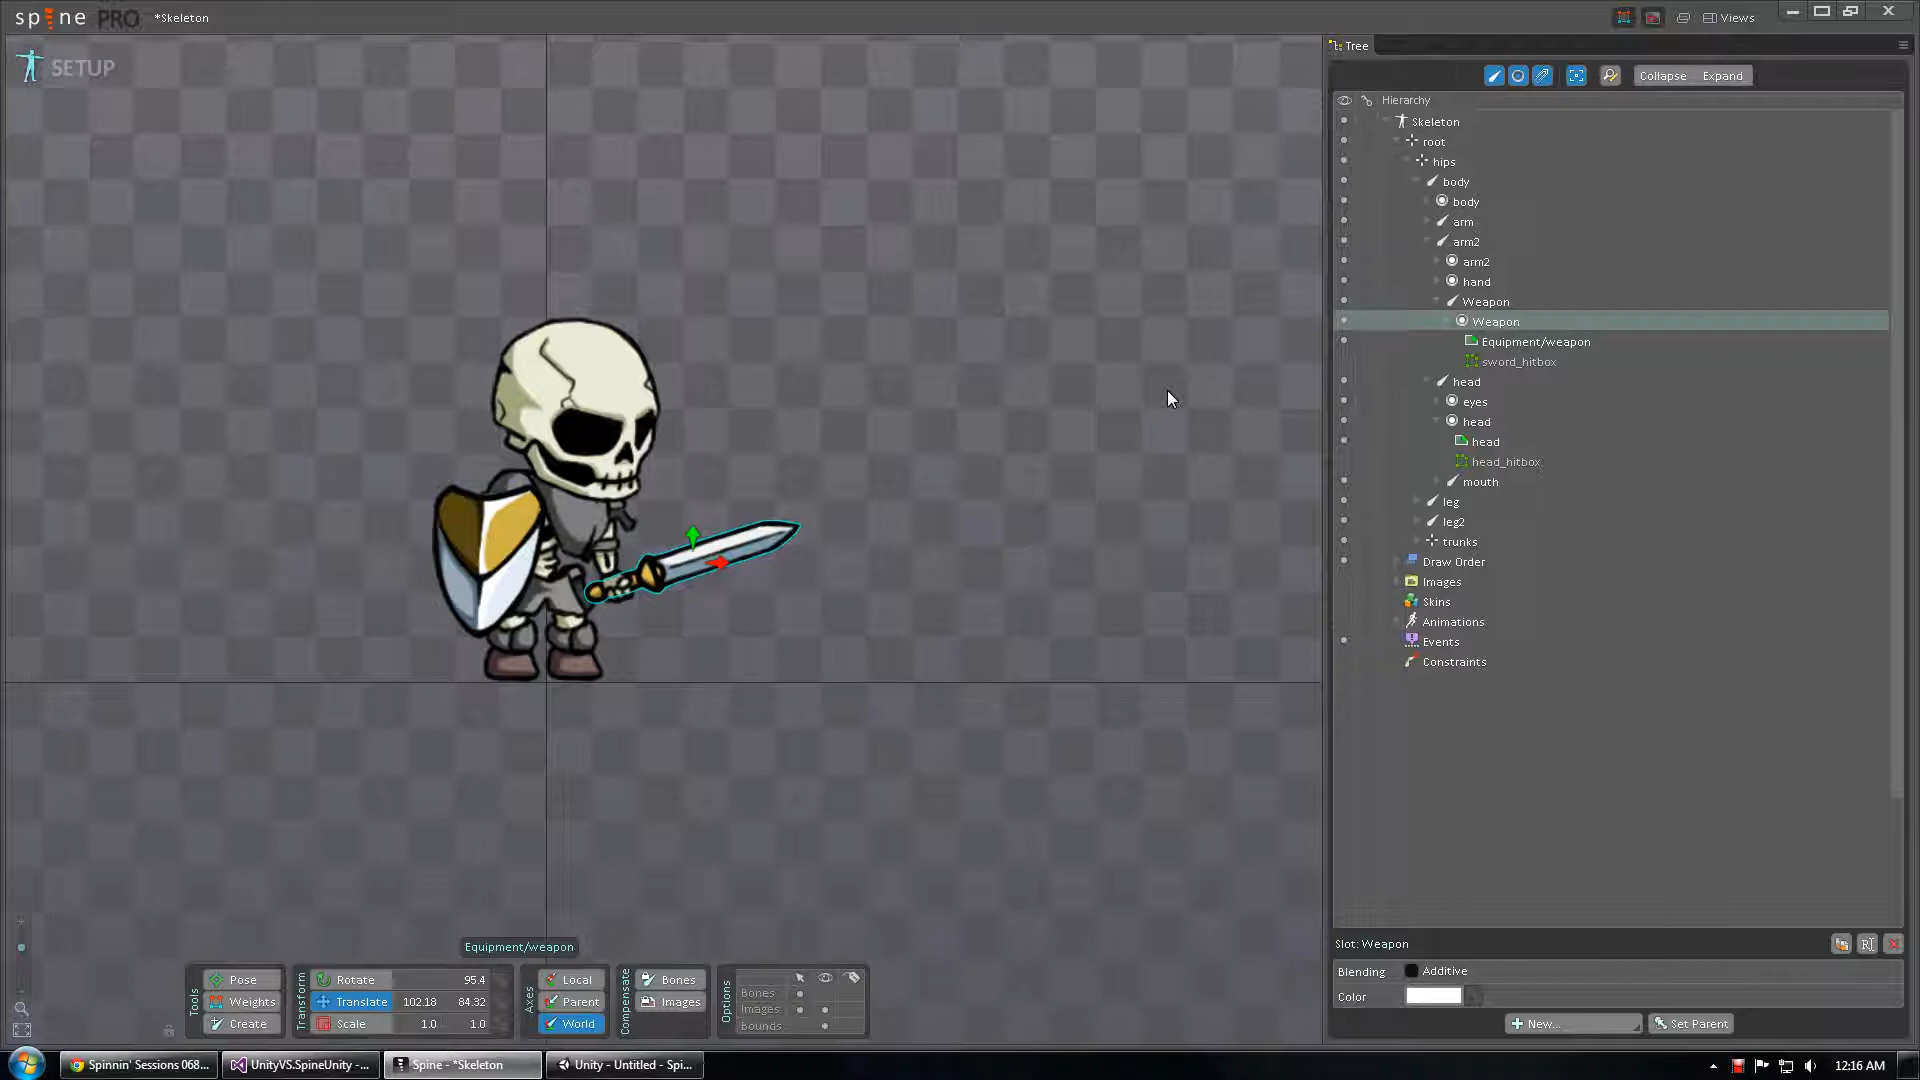 spine PRO *Skeleton Views
SETUP
Tree
Collapse Expand
Hierarchy
Skeleton
root
hips
body
body
arm
arm2
arm2
hand
Weapon
Weapon
Equipment/weapon
sword_hitbox
head
eyes
head
head
head_hitbox
mouth
leg
leg2
trunks
Draw Order
Images
Skins
Animations
Events
Constraints
Equipment/weapon
Slot: Weapon
Blending Additive
Color
New... Set Parent
Tools Pose Weights Create
Transform Rotate 95.4
Translate 102.18 84.32
Scale 1.0 1.0
Axes Local Parent World
Compensate Bones Images
Options Bones Images bounds
Spinnin' Sessions 068... UnityVS.SpineUnity -... Spine - *Skeleton Unity - Untitled - Spi... 12:16 AM